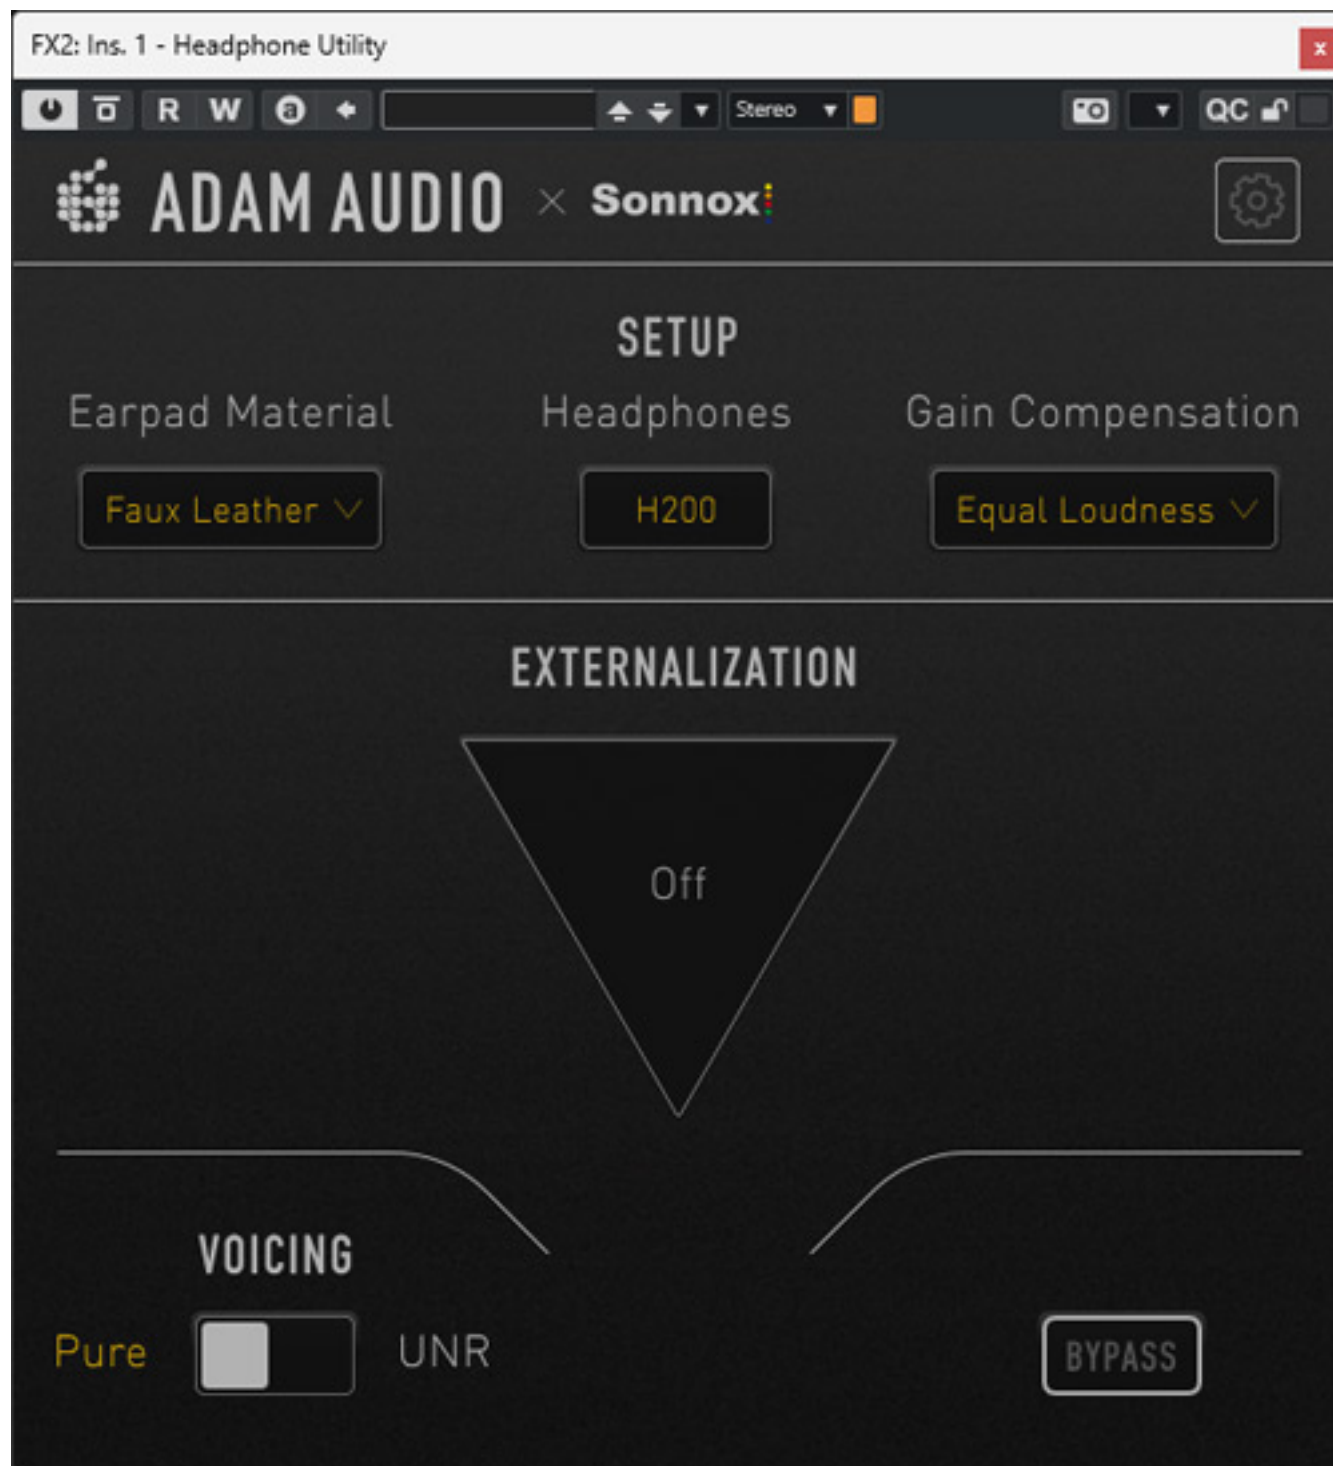 FX2: Ins. 1 - Headphone Utility x
R W a Stereo QC
ADAM AUDIO × Sonnox
SETUP
Earpad Material Headphones Gain Compensation
Faux Leather H200 Equal Loudness
EXTERNALIZATION
Off
VOICING
Pure UNR BYPASS